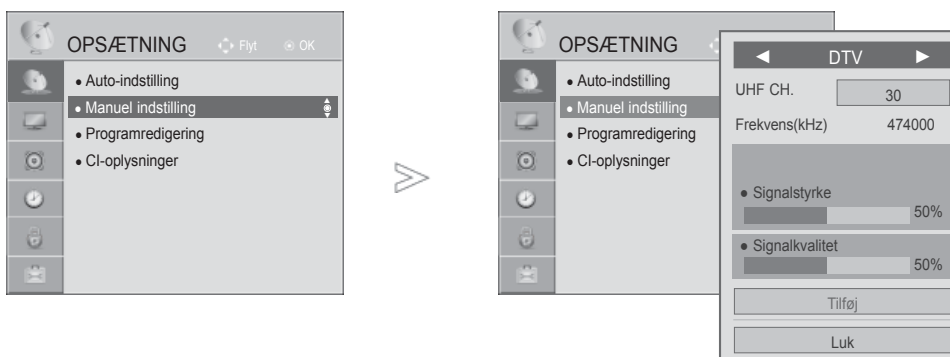 OPSÆTNING Flyt OK
● Auto-indstilling
● Manuel indstilling
● Programredigering
● CI-oplysninger
OPSÆTNING
● Auto-indstilling
● Manuel indstilling
● Programredigering
● CI-oplysninger
◄ DTV ►
UHF CH. 30
Frekvens(kHz) 474000
● Signalstyrke
50%
● Signalkvalitet
50%
Tilføj
Luk